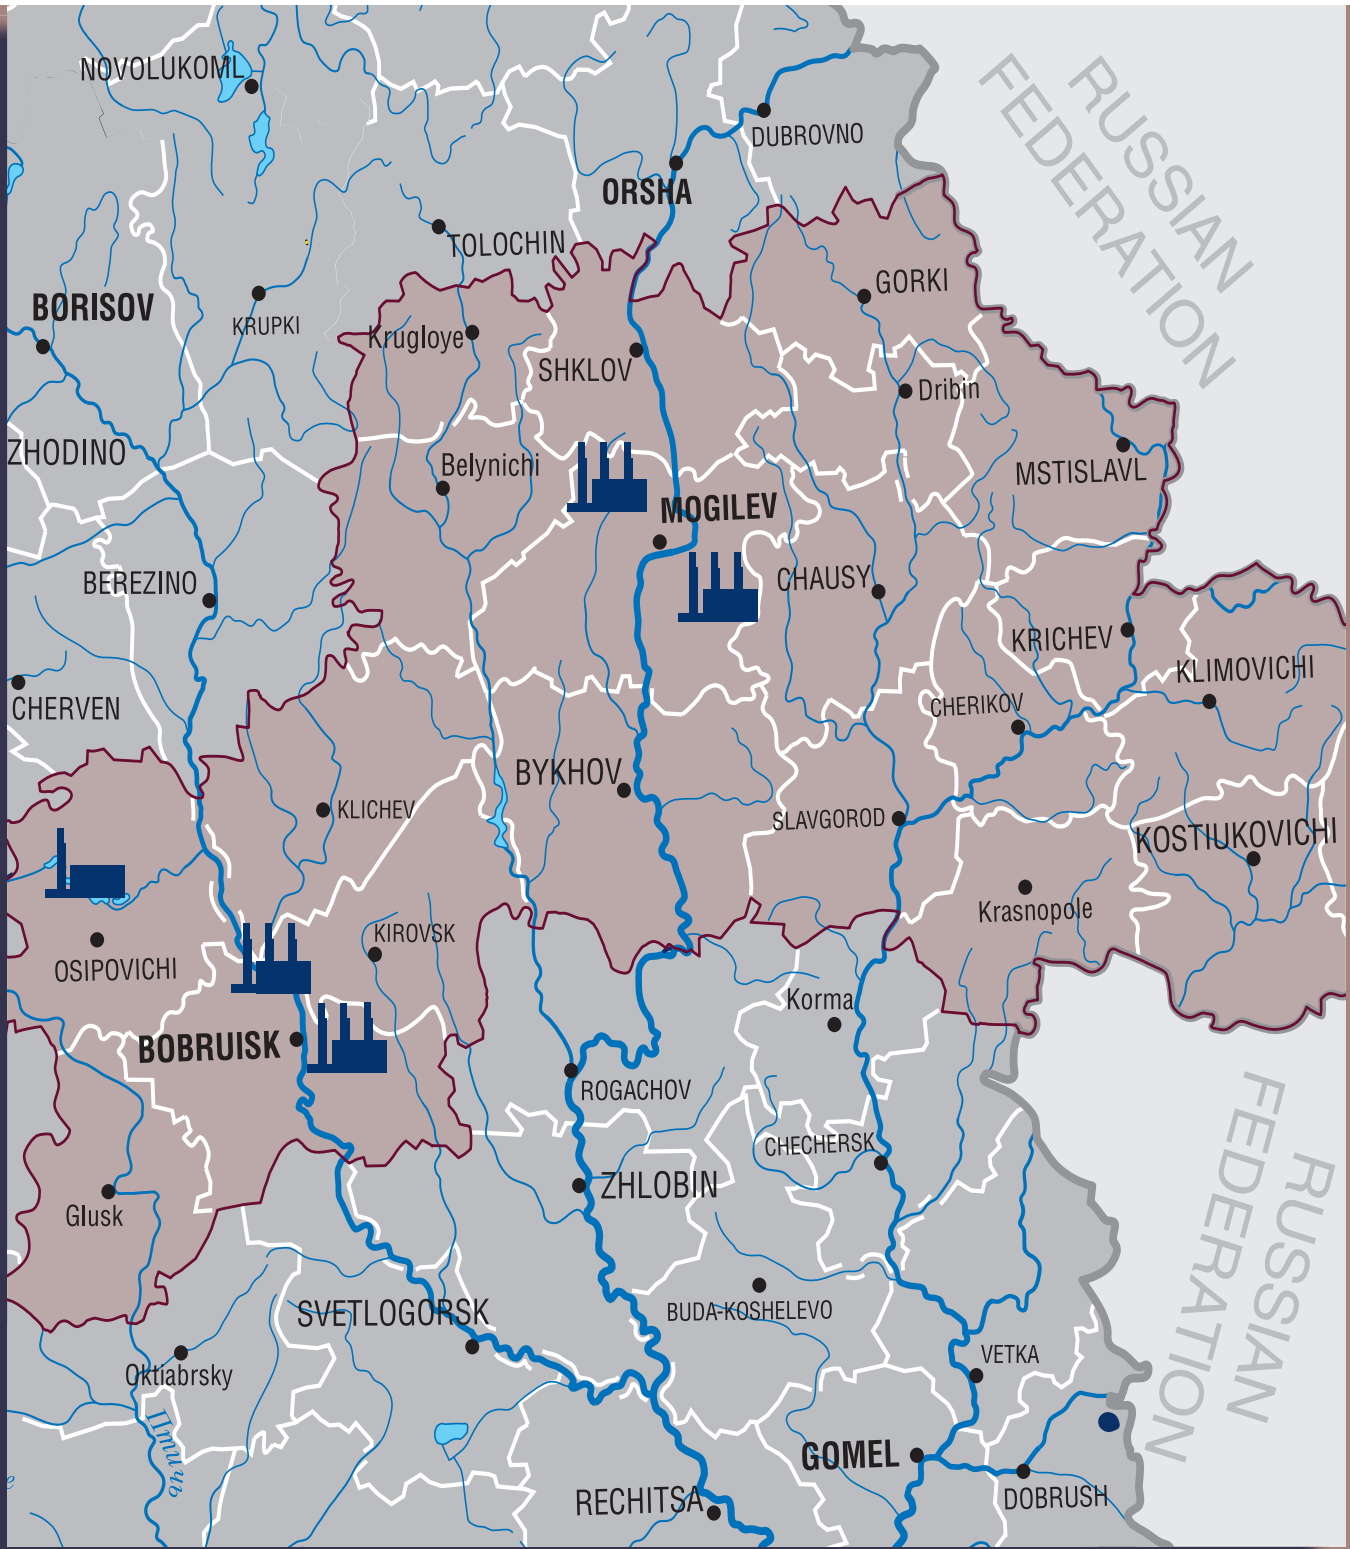 NOVOLUKOML
RUSSIAN
FEDERATION
DUBROVNO
ORSHA
TOLOCHIN
GORKI
BORISOV
KRUPKI
Krugloye
SHKLOV
Dribin
ZHODINO
Belynichi
MSTISLAVL
MOGILEV
BEREZINO
CHAUSY
KRICHEV
KLIMOVICHI
CHERVEN
CHERIKOV
BYKHOV
KLICHEV
SLAVGOROD
KOSTIUKOVICHI
Krasnopole
KIROVSK
OSIPOVICHI
Korma
BOBRUISK
ROGACHOV
CHECHERSK
ZHLOBIN
Glusk
RUSSIAN
FEDERATION
SVETLOGORSK
BUDA-KOSHELEVO
VETKA
Oktiabrsky
Птичь
GOMEL
е
RECHITSA
DOBRUSH